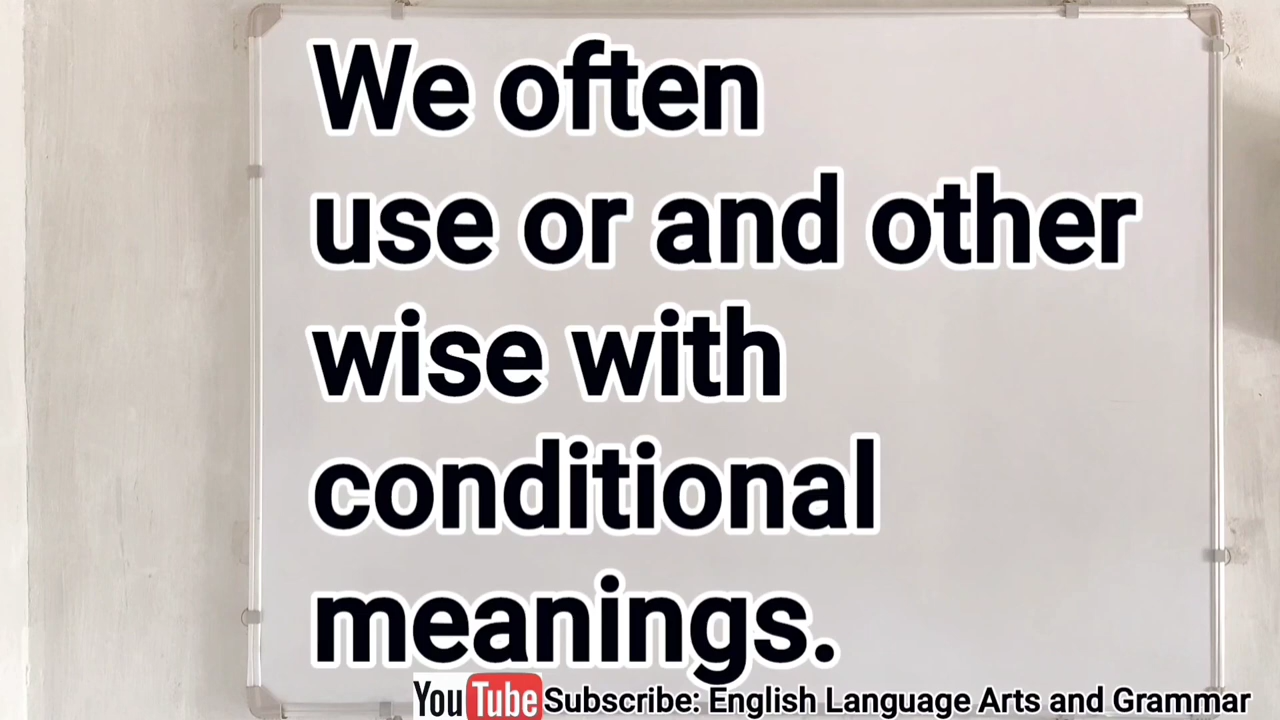 We often
use or and other
wise with
conditional
meanings.
YouTube Subscribe: English Language Arts and Grammar